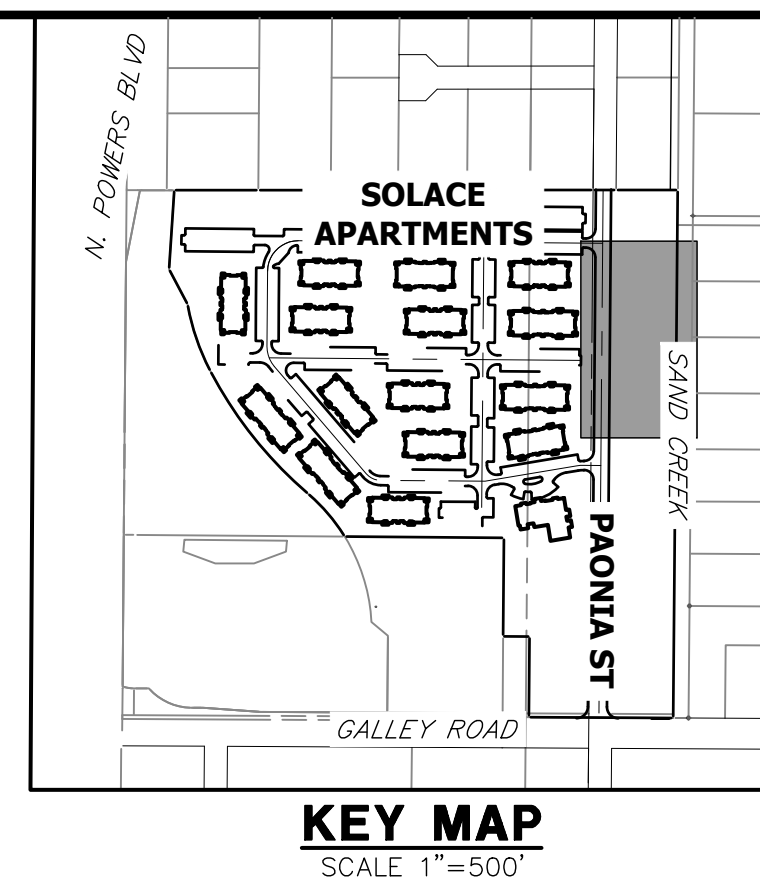 N. POWERS BLVD
SOLACE
APARTMENTS
SAND CREEK
PAONIA ST
GALLEY ROAD
KEY MAP
SCALE 1"=500'